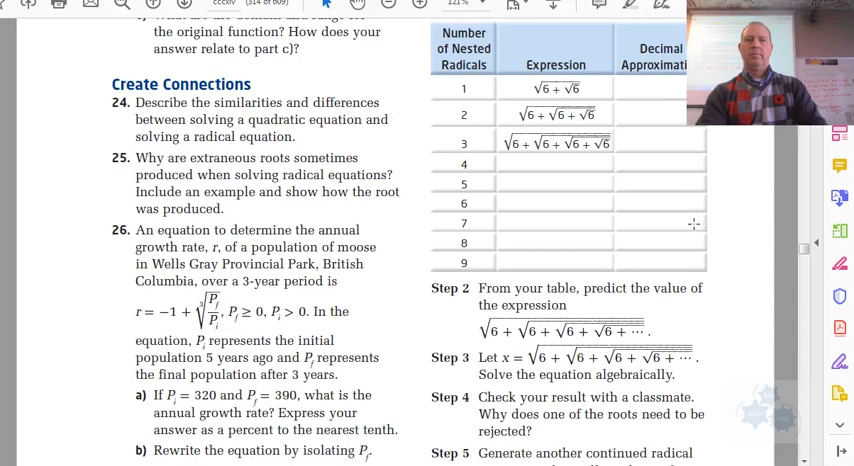 (314 of 609)
121%
the original function? How does your
answer relate to part c)?
Create Connections
24. Describe the similarities and differences
between solving a quadratic equation and
solving a radical equation.
25. Why are extraneous roots sometimes
produced when solving radical equations?
Include an example and show how the root
was produced.
26. An equation to determine the annual
growth rate, r, of a population of moose
in Wells Gray Provincial Park, British
Columbia, over a 3-year period is
r = −1 + ∛(P_f/P_i), P_f ≥ 0, P_i > 0. In the
equation, P_i represents the initial
population 5 years ago and P_f represents
the final population after 3 years.
a) If P_i = 320 and P_f = 390, what is the
annual growth rate? Express your
answer as a percent to the nearest tenth.
b) Rewrite the equation by isolating P_f.
Number
of Nested
Radicals
Expression
Decimal
1 √(6 + √6)
2 √(6 + √(6 + √6))
3 √(6 + √(6 + √(6 + √6)))
4
5
6
7
8
9
Step 2 From your table, predict the value of
the expression
√(6 + √(6 + √(6 + √(6 + ⋯)))).
Step 3 Let x = √(6 + √(6 + √(6 + √(6 + ⋯)))).
Solve the equation algebraically.
Step 4 Check your result with a classmate.
Why does one of the roots need to be
rejected?
Step 5 Generate another continued radical